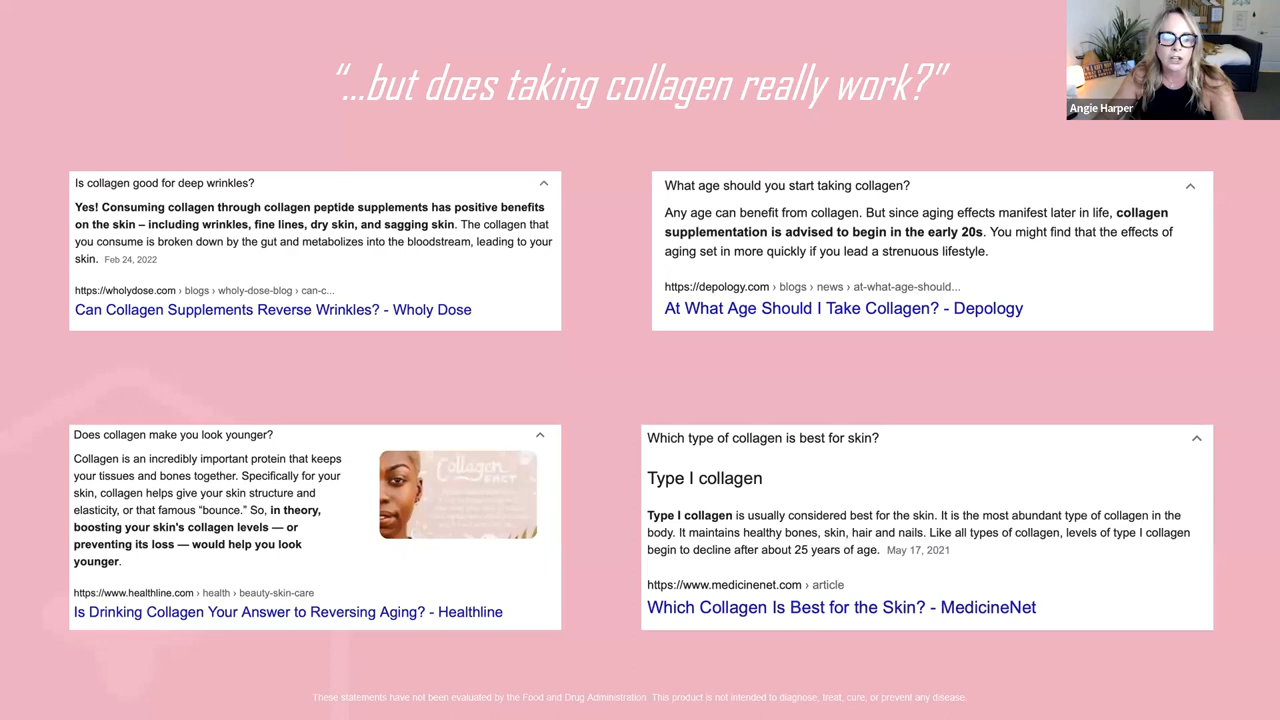 “...but does taking collagen really work?”
Angie Harper
Is collagen good for deep wrinkles?
Yes! Consuming collagen through collagen peptide supplements has positive benefits
on the skin – including wrinkles, fine lines, dry skin, and sagging skin. The collagen that
you consume is broken down by the gut and metabolizes into the bloodstream, leading to your
skin. Feb 24, 2022
https://wholydose.com › blogs › wholy-dose-blog › can-c...
Can Collagen Supplements Reverse Wrinkles? - Wholy Dose
What age should you start taking collagen?
Any age can benefit from collagen. But since aging effects manifest later in life, collagen
supplementation is advised to begin in the early 20s. You might find that the effects of
aging set in more quickly if you lead a strenuous lifestyle.
https://depology.com › blogs › news › at-what-age-should...
At What Age Should I Take Collagen? - Depology
Does collagen make you look younger?
Collagen is an incredibly important protein that keeps
your tissues and bones together. Specifically for your
skin, collagen helps give your skin structure and
elasticity, or that famous “bounce.” So, in theory,
boosting your skin's collagen levels — or
preventing its loss — would help you look
younger.
Collagen
FACT
https://www.healthline.com › health › beauty-skin-care
Is Drinking Collagen Your Answer to Reversing Aging? - Healthline
Which type of collagen is best for skin?
Type I collagen
Type I collagen is usually considered best for the skin. It is the most abundant type of collagen in the
body. It maintains healthy bones, skin, hair and nails. Like all types of collagen, levels of type I collagen
begin to decline after about 25 years of age. May 17, 2021
https://www.medicinenet.com › article
Which Collagen Is Best for the Skin? - MedicineNet
These statements have not been evaluated by the Food and Drug Administration This product is not intended to diagnose, treat, cure, or prevent any disease.